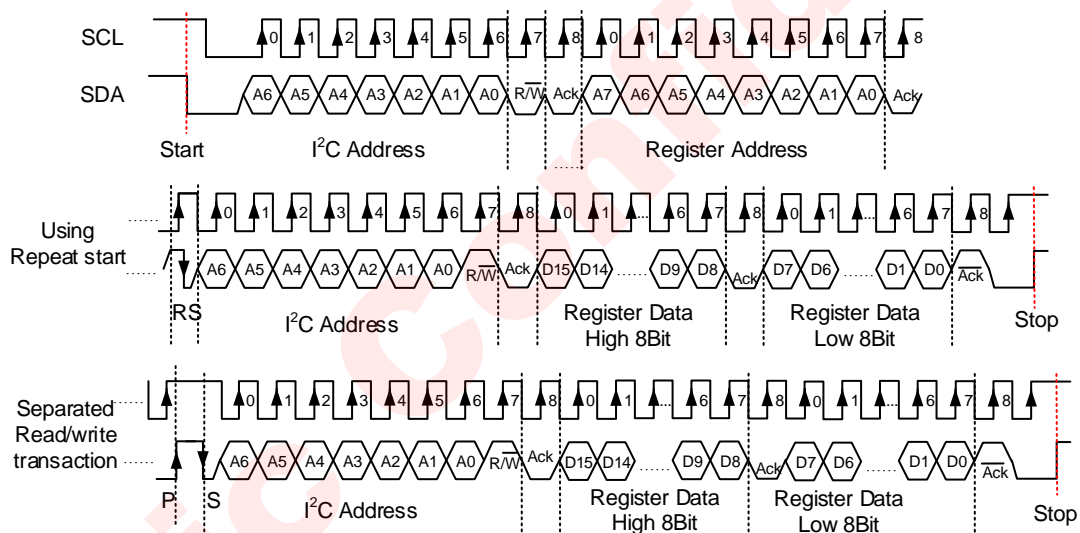 SCL 0 1 2 3 4 5 6 7 8 0 1 2 3 4 5 6 7 8
SDA A6 A5 A4 A3 A2 A1 A0 R/W̅ Ack A7 A6 A5 A4 A3 A2 A1 A0 Ack
Start I²C Address ........ Register Address
Using
Repeat start
0 1 2 3 4 5 6 7 8 0 1 ... 6 7 8 0 1 ... 6 7 8
A6 A5 A4 A3 A2 A1 A0 R/W̅ Ack D15 D14 ........ D9 D8 Ack D7 D6 ........ D1 D0 A̅c̅k̅
RS I²C Address Register Data Register Data Stop
High 8Bit Low 8Bit
Separated
Read/write
transaction
0 1 2 3 4 5 6 7 8 0 1 ... 6 7 8 0 1 ... 6 7 8
A6 A5 A4 A3 A2 A1 A0 R/W̅ Ack D15 D14 ........ D9 D8 Ack D7 D6 ........ D1 D0 A̅c̅k̅
P S I²C Address Register Data Register Data Stop
High 8Bit Low 8Bit